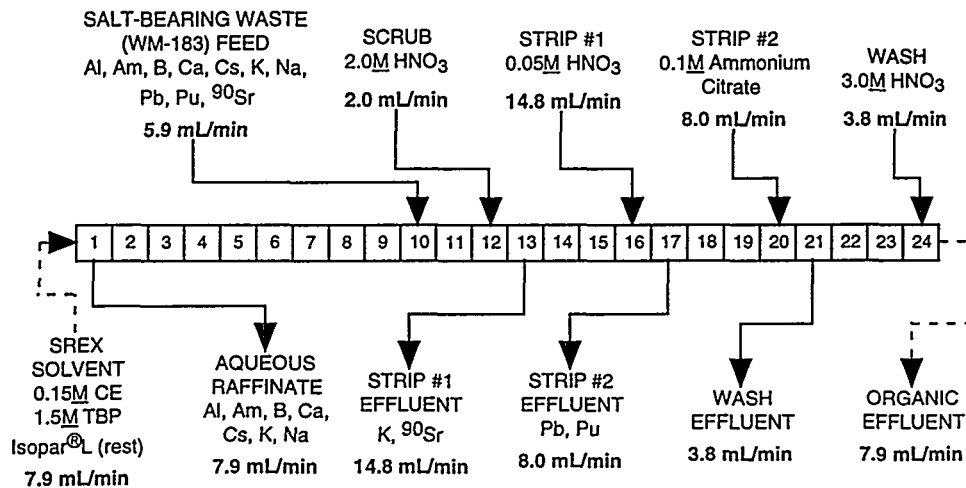 SALT-BEARING WASTE
(WM-183) FEED
Al, Am, B, Ca, Cs, K, Na,
Pb, Pu, ⁹⁰Sr
5.9 mL/min
SCRUB
2.0M HNO₃
2.0 mL/min
STRIP #1
0.05M HNO₃
14.8 mL/min
STRIP #2
0.1M Ammonium
Citrate
8.0 mL/min
WASH
3.0M HNO₃
3.8 mL/min
1 2 3 4 5 6 7 8 9 10 11 12 13 14 15 16 17 18 19 20 21 22 23 24
SREX
SOLVENT
0.15M CE
1.5M TBP
Isopar®L (rest)
7.9 mL/min
AQUEOUS
RAFFINATE
Al, Am, B, Ca,
Cs, K, Na
7.9 mL/min
STRIP #1
EFFLUENT
K, ⁹⁰Sr
14.8 mL/min
STRIP #2
EFFLUENT
Pb, Pu
8.0 mL/min
WASH
EFFLUENT
3.8 mL/min
ORGANIC
EFFLUENT
7.9 mL/min